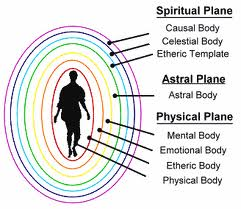 Spiritual Plane
Causal Body
Celestial Body
Etheric Template
Astral Plane
Astral Body
Physical Plane
Mental Body
Emotional Body
Etheric Body
Physical Body